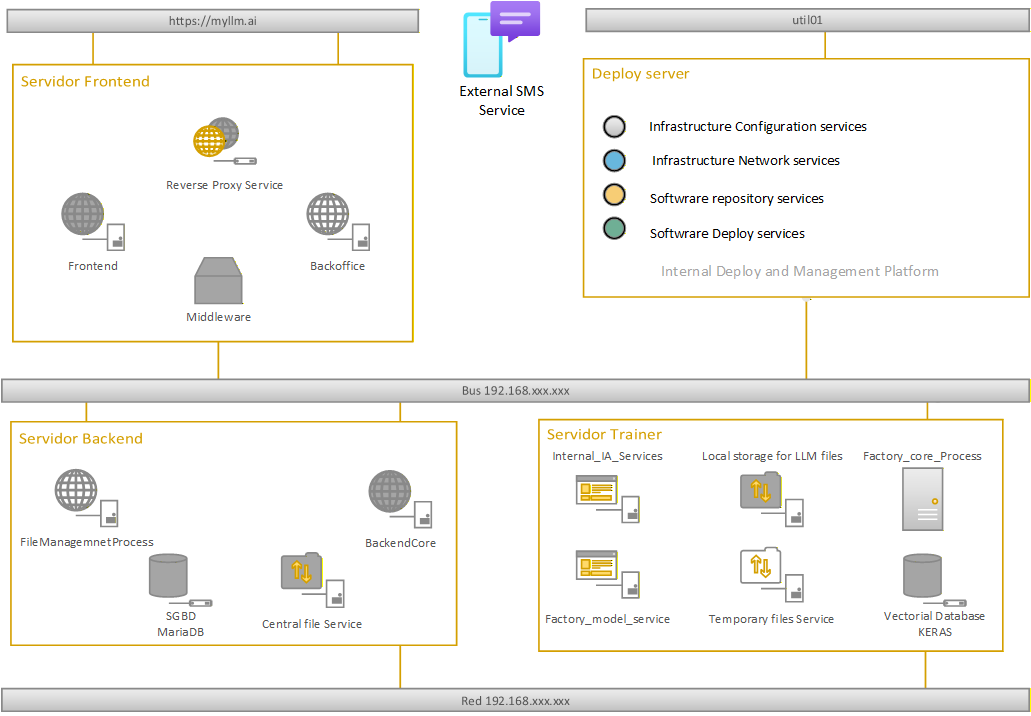 https://myllm.ai
util01
External SMS
Service
Servidor Frontend
Reverse Proxy Service
Frontend
Backoffice
Middleware
Deploy server
Infrastructure Configuration services
Infrastructure Network services
Software repository services
Sofftware Deploy services
Internal Deploy and Management Platform
Bus 192.168.xxx.xxx
Servidor Backend
FileManagemnetProcess
BackendCore
SGBD
MariaDB
Central file Service
Servidor Trainer
Internal_IA_Services
Local storage for LLM files
Factory_core_Process
Factory_model_service
Temporary files Service
Vectorial Database
KERAS
Red 192.168.xxx.xxx